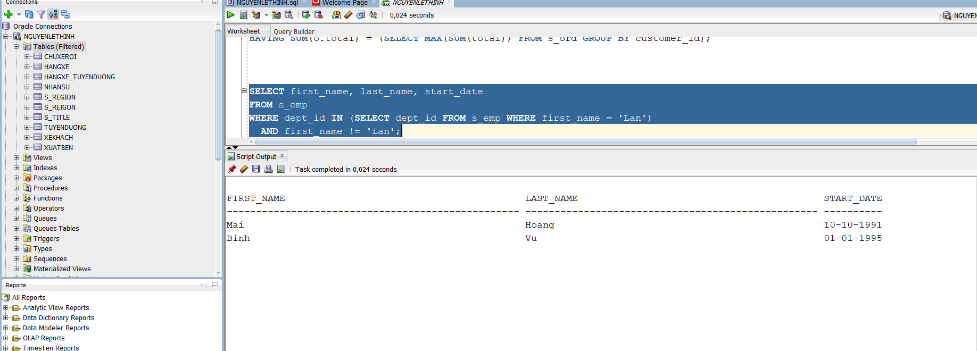 Connections
NGUYENLETHINH.sql
Welcome Page
NGUYENLETHINH
0,024 seconds
Oracle Connections
NGUYENLETHINH
Tables (Filtered)
CHUXEROI
HANGXE
HANGXE_TUYENDUONG
NHANSU
S_REGION
S_REIGON
S_TITLE
TUYENDUONG
XEKHACH
XUATBEN
Views
Indexes
Packages
Procedures
Functions
Operators
Queues
Queues Tables
Triggers
Types
Sequences
Materialized Views
Reports
All Reports
Analytic View Reports
Data Dictionary Reports
Data Modeler Reports
OLAP Reports
TimesTen Reports
NGUYEN
Worksheet
Query Builder
HAVING SUM(o.total) = (SELECT MAX(SUM(total)) FROM s_ord GROUP BY customer_id);
SELECT first_name, last_name, start_date
FROM s_emp
WHERE dept_id IN (SELECT dept_id FROM s_emp WHERE first_name = 'Lan')
AND first_name != 'Lan';
Script Output
Task completed in 0,024 seconds
FIRST_NAME LAST_NAME START_DATE
Mai Hoang 10-10-1991
Binh Vu 01-01-1995